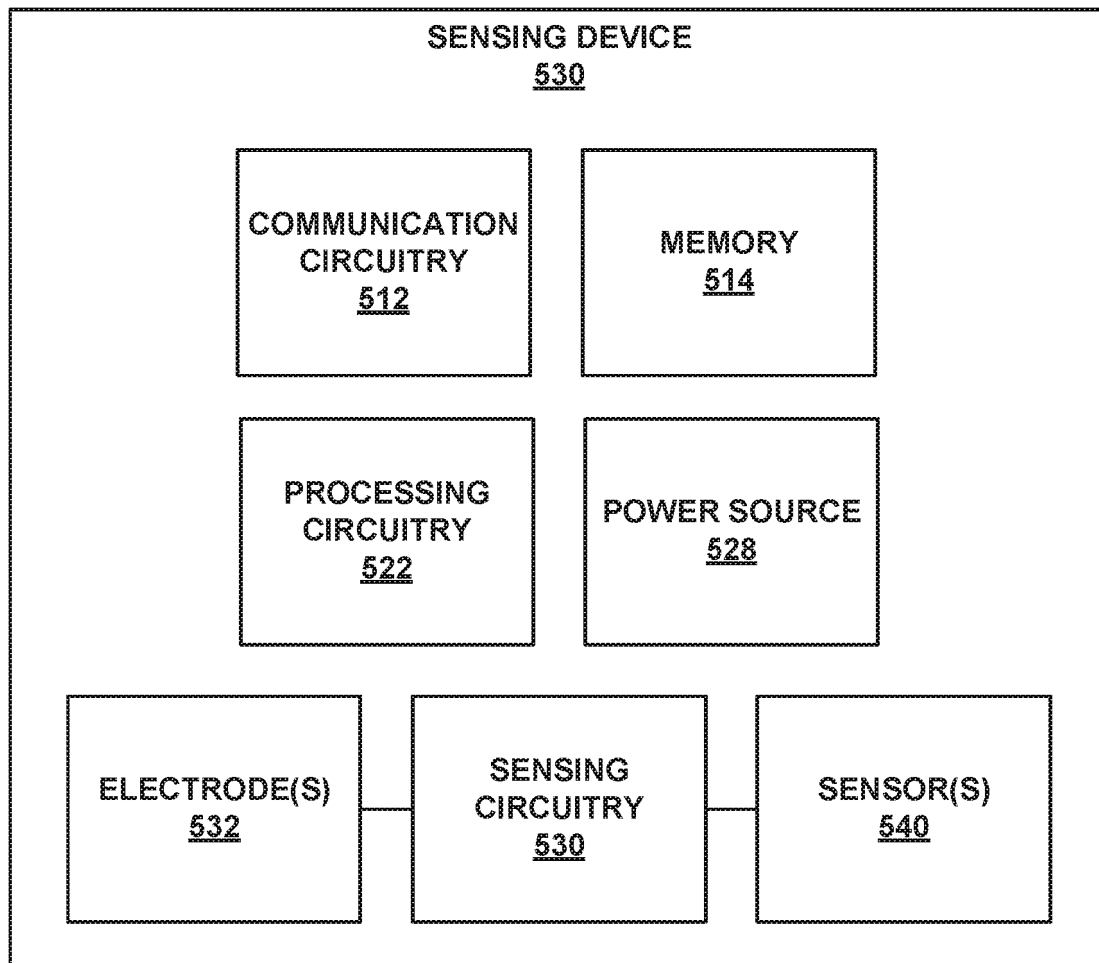 SENSING DEVICE
530
COMMUNICATION
CIRCUITRY
512
MEMORY
514
PROCESSING
CIRCUITRY
522
POWER SOURCE
528
ELECTRODE(S)
532
SENSING
CIRCUITRY
530
SENSOR(S)
540